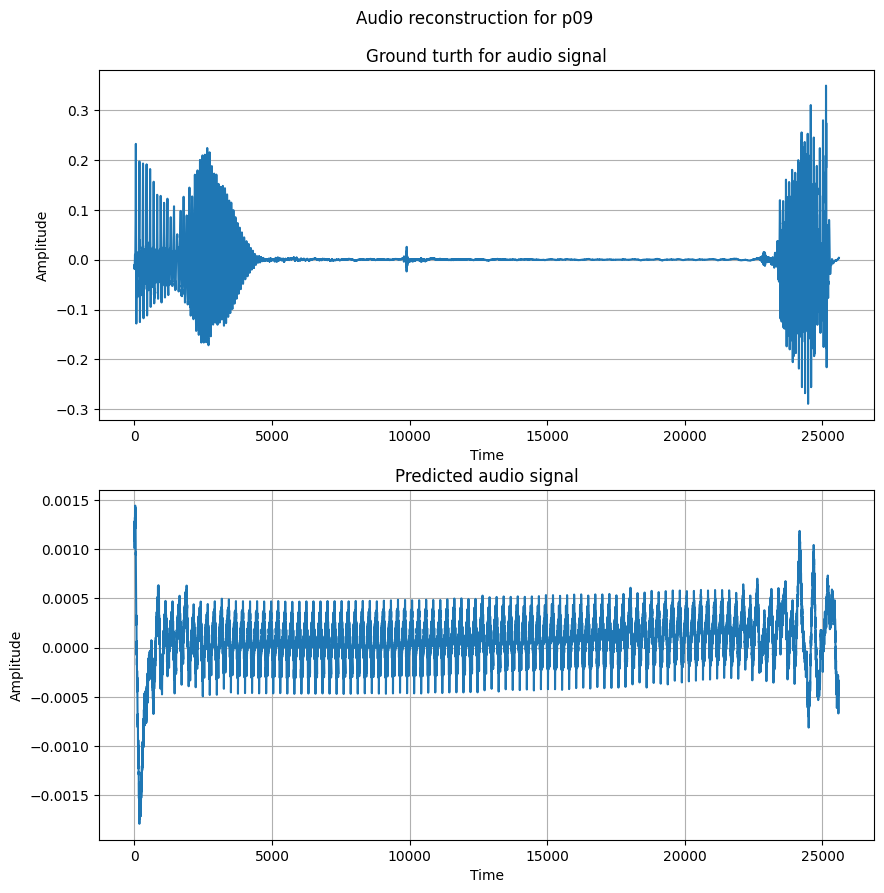 Audio reconstruction for p09
Ground turth for audio signal
0.3
0.2
0.1
0.0
−0.1
−0.2
−0.3
Amplitude
0 5000 10000 15000 20000 25000
Time
Predicted audio signal
0.0015
0.0010
0.0005
0.0000
−0.0005
−0.0010
−0.0015
Amplitude
0 5000 10000 15000 20000 25000
Time